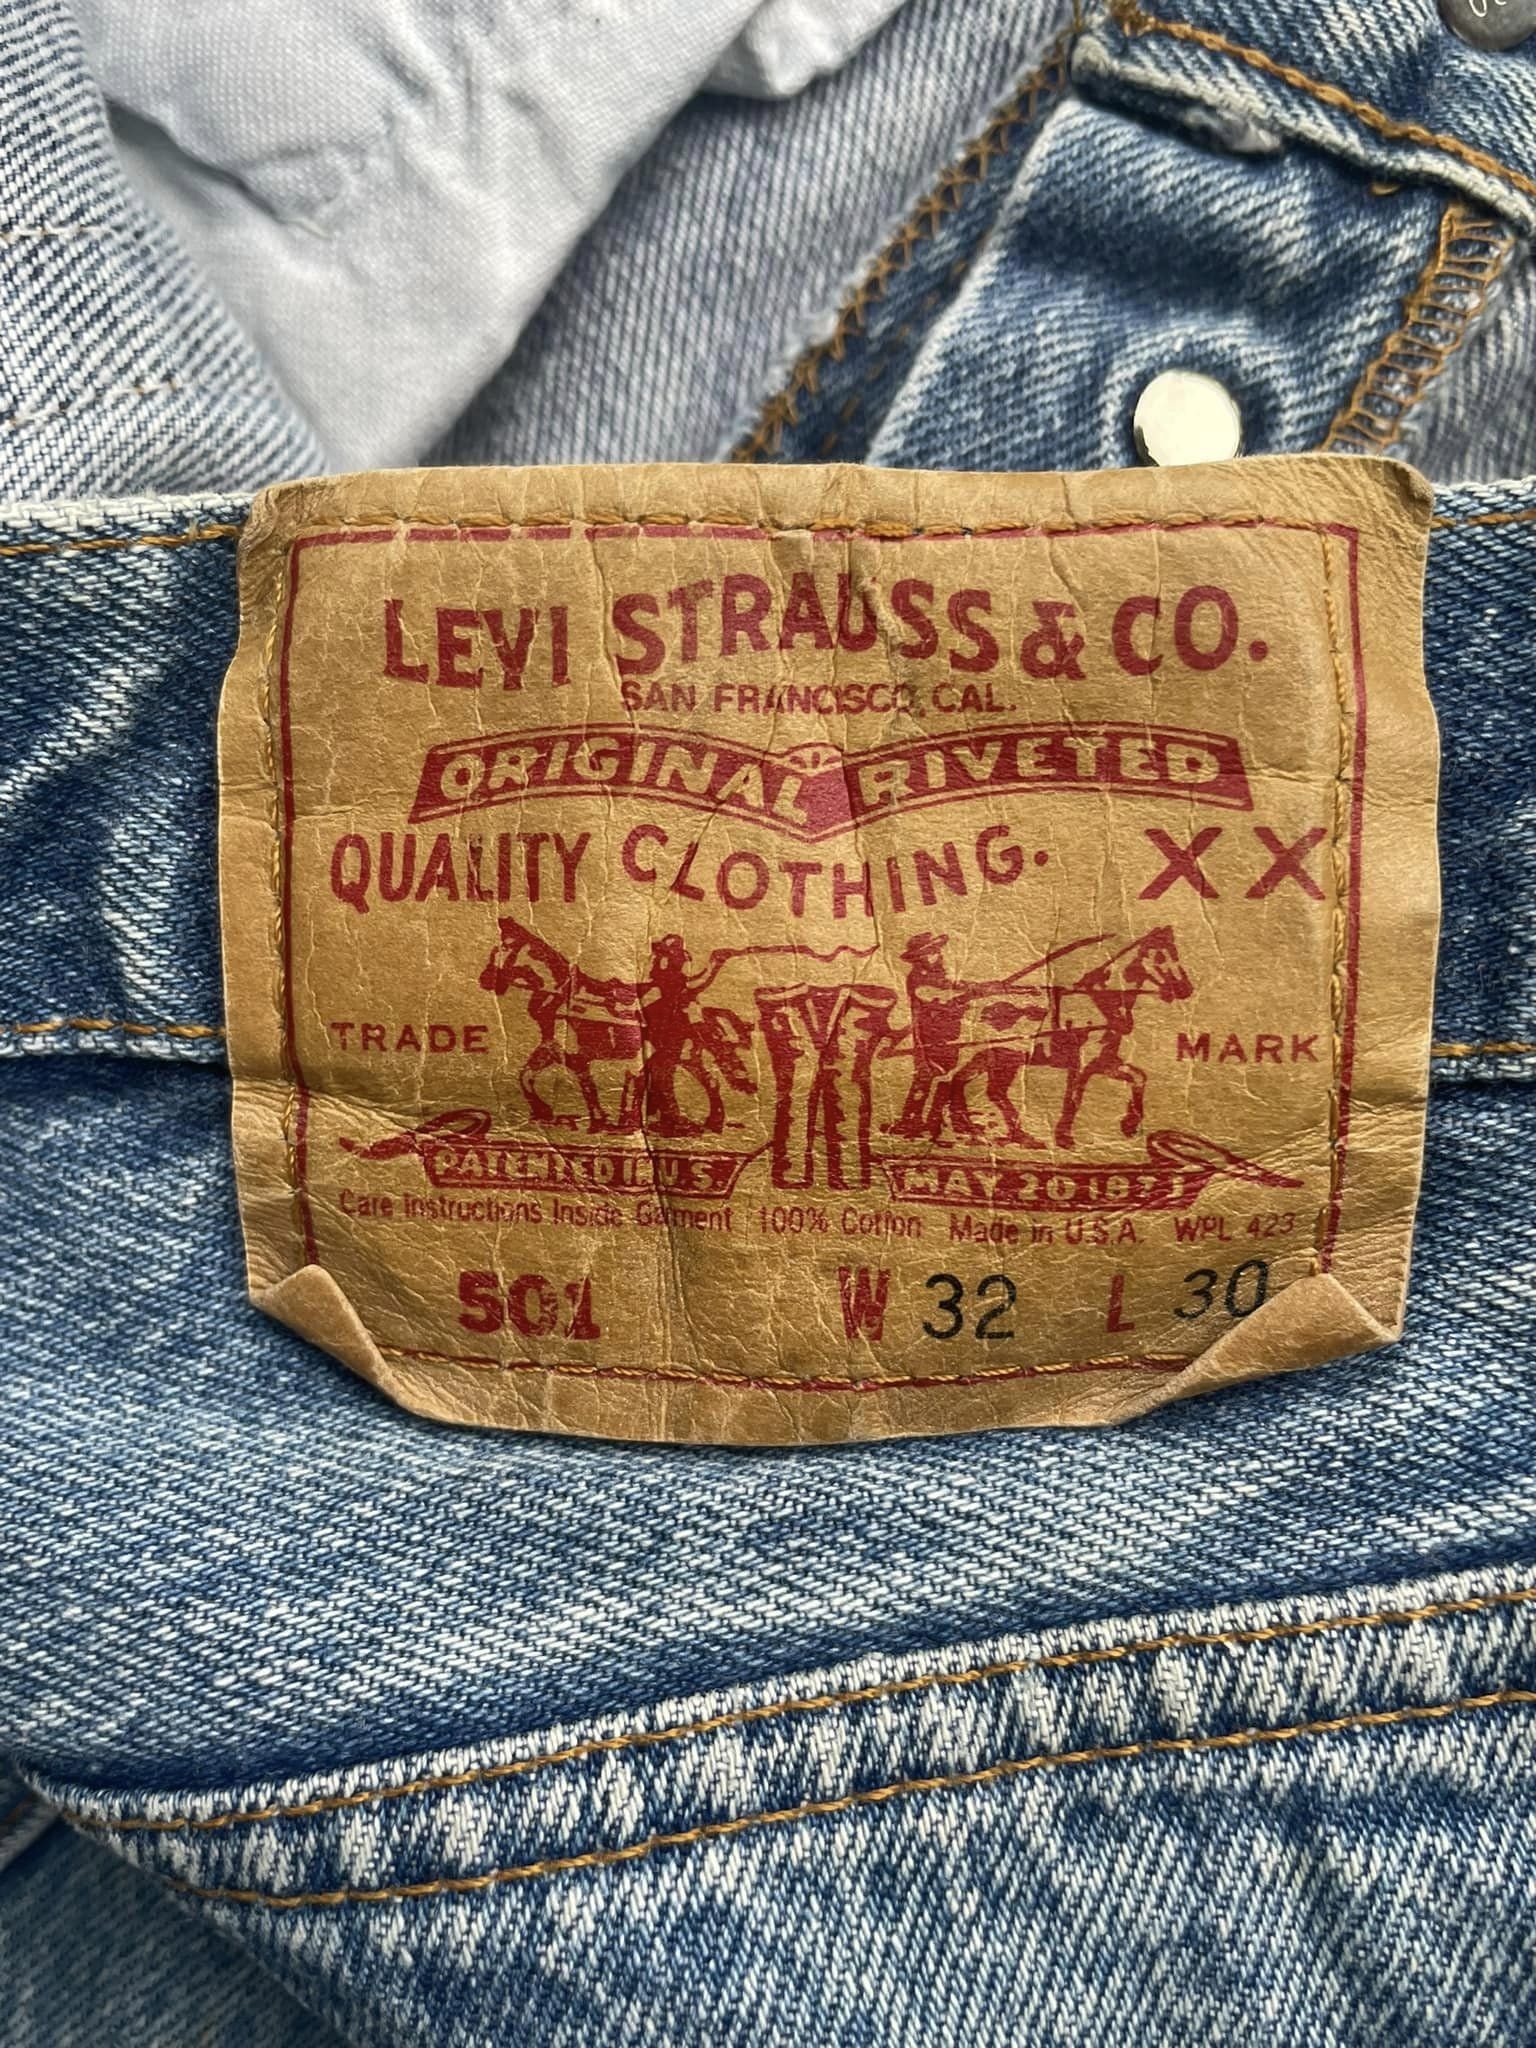 LEVI STRAUSS & CO.
SAN FRANCISCO, CAL.
ORIGINAL RIVETED
QUALITY CLOTHING. XX
TRADE MARK
PATENTED IN U.S. MAY 20 1873
Care Instructions Inside Garment 100% Cotton Made in U.S.A. WPL 423
501 W 32 L 30